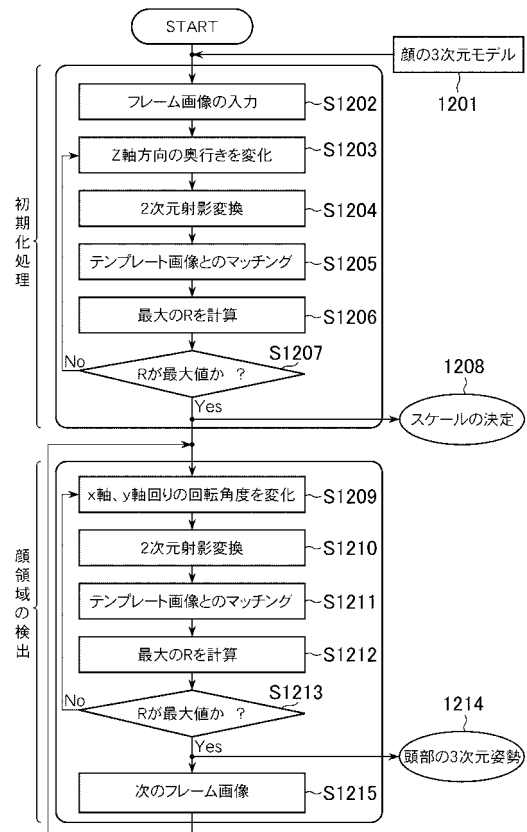 START
顔の3次元モデル
1201
初期化処理
フレーム画像の入力
S1202
Z軸方向の奥行きを変化
S1203
2次元射影変換
S1204
テンプレート画像とのマッチング
S1205
最大のRを計算
S1206
S1207
No
Rが最大値か ?
Yes
1208
スケールの決定
顔領域の検出
x軸、y軸回りの回転角度を変化
S1209
2次元射影変換
S1210
テンプレート画像とのマッチング
S1211
最大のRを計算
S1212
S1213
No
Rが最大値か ?
Yes
1214
頭部の3次元姿勢
次のフレーム画像
S1215